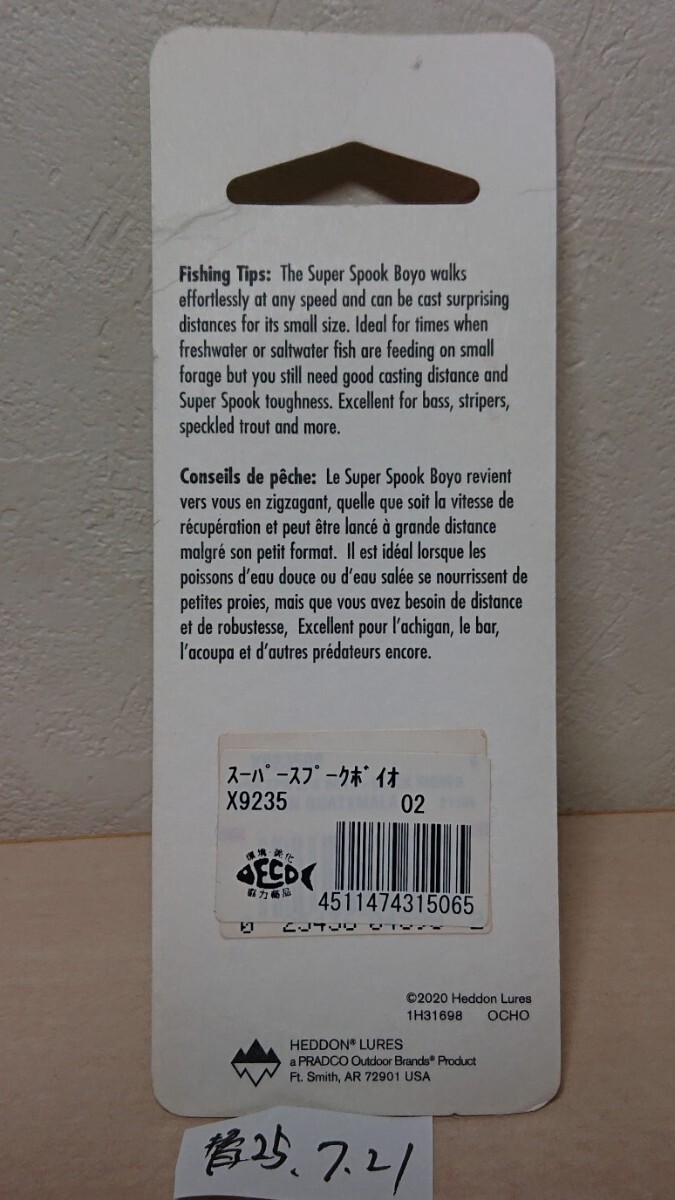 Fishing Tips: The Super Spook Boyo walks
effortlessly at any speed and can be cast surprising
distances for its small size. Ideal for times when
freshwater or saltwater fish are feeding on small
forage but you still need good casting distance and
Super Spook toughness. Excellent for bass, stripers,
speckled trout and more.
Conseils de pêche: Le Super Spook Boyo revient
vers vous en zigzagant, quelle que soit la vitesse de
récupération et peut être lancé à grande distance
malgré son petit format. Il est idéal lorsque les
poissons d'eau douce ou d'eau salée se nourrissent de
petites proies, mais que vous avez besoin de distance
et de robustesse, Excellent pour l'achigan, le bar,
l'acoupa et d'autres prédateurs encore.
ｽｰﾊﾟｰｽﾌﾟｰｸﾎﾞｲｵ
X9235 02
環境・美化
ECO
協力商品
4511474315065
©2020 Heddon Lures
1H31698 OCHO
HEDDON® LURES
a PRADCO Outdoor Brands® Product
Ft. Smith, AR 72901 USA
25.7.21